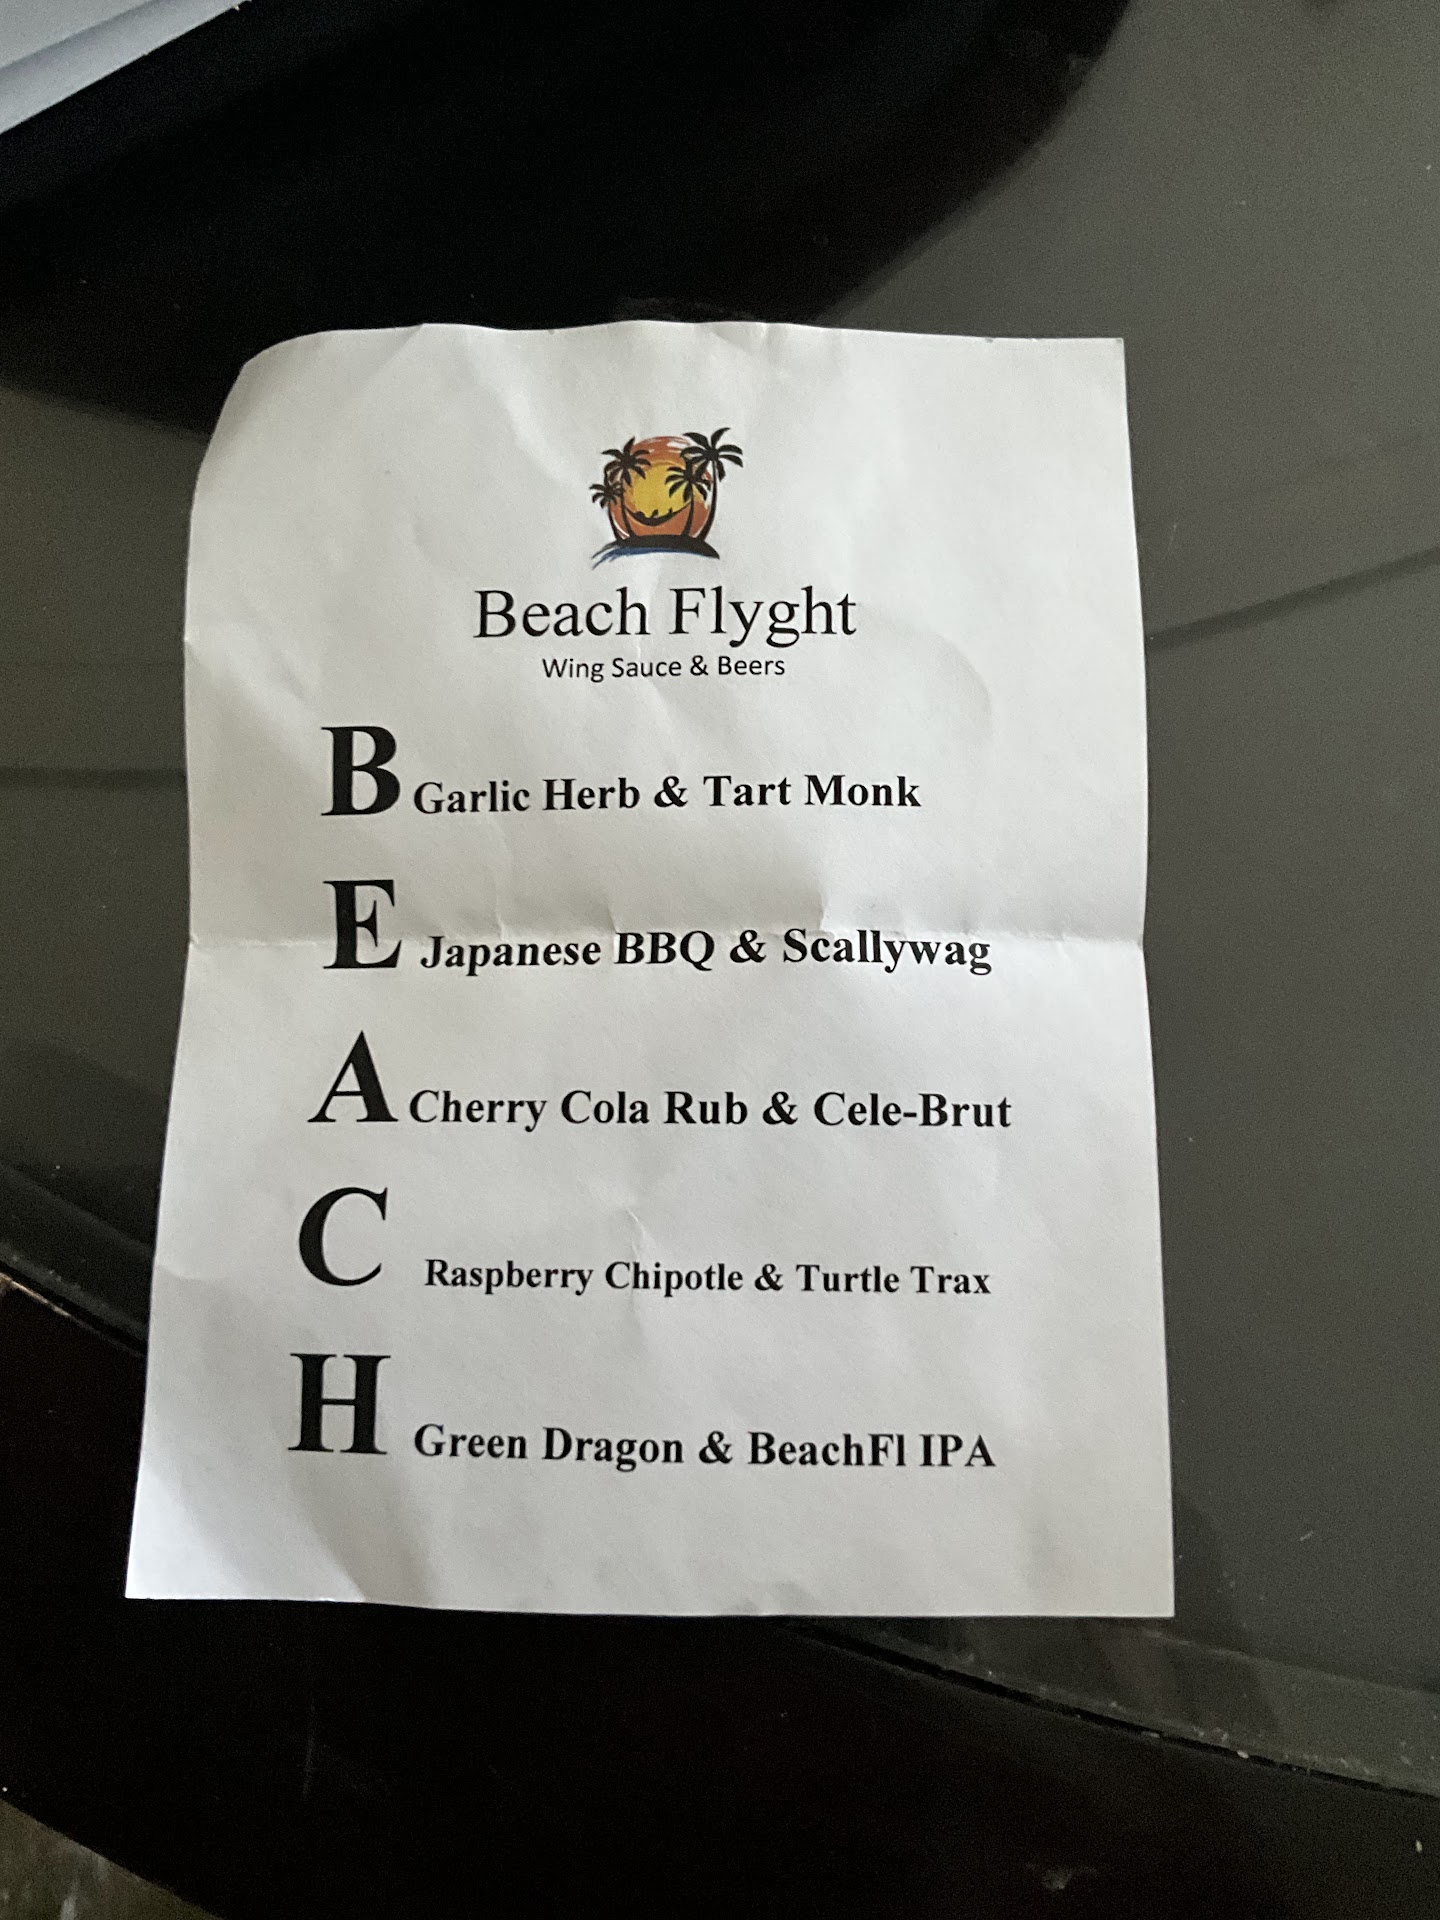 Beach Flyght
Wing Sauce & Beers
B Garlic Herb & Tart Monk
E Japanese BBQ & Scallywag
A Cherry Cola Rub & Cele-Brut
C Raspberry Chipotle & Turtle Trax
H Green Dragon & BeachFl IPA